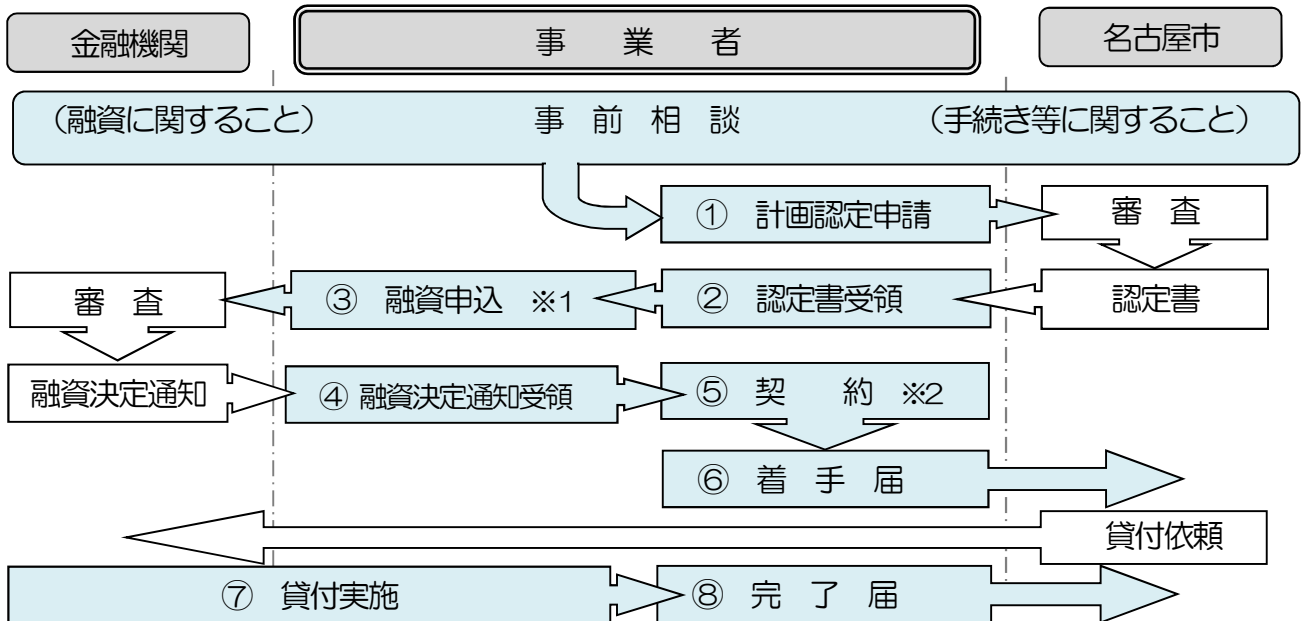 金融機関
事 業 者
名古屋市
（融資に関すること） 事 前 相 談 （手続き等に関すること）
① 計画認定申請
審 査
審 査
③ 融資申込 ※1
② 認定書受領
認定書
融資決定通知
④ 融資決定通知受領
⑤ 契 約 ※2
⑥ 着 手 届
貸付依頼
⑦ 貸付実施
⑧ 完 了 届